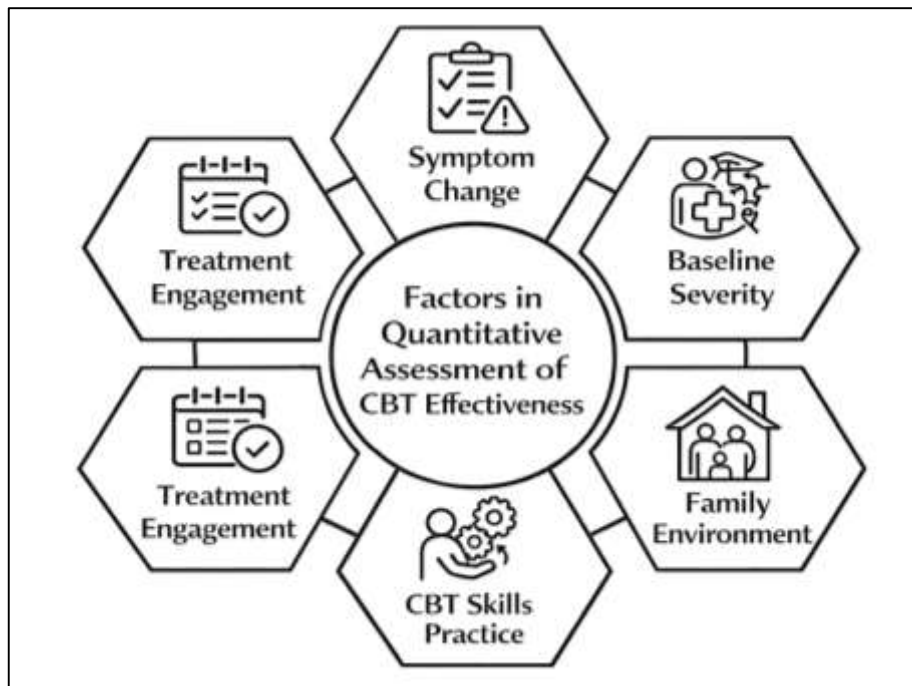 Symptom
Change
Treatment
Engagement
Baseline
Severity
Factors in
Quantitative
Assessment of
CBT Effectiveness
Treatment
Engagement
Family
Environment
CBT Skills
Practice